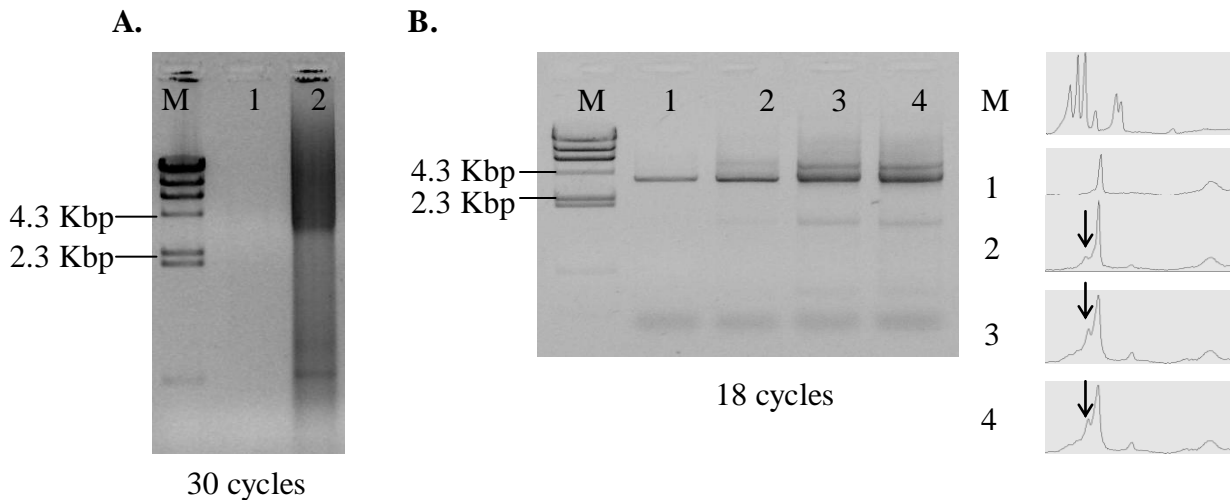 A.
M 1 2
4.3 Kbp
2.3 Kbp
30 cycles
B.
M 1 2 3 4
4.3 Kbp
2.3 Kbp
18 cycles
M
1
2
3
4